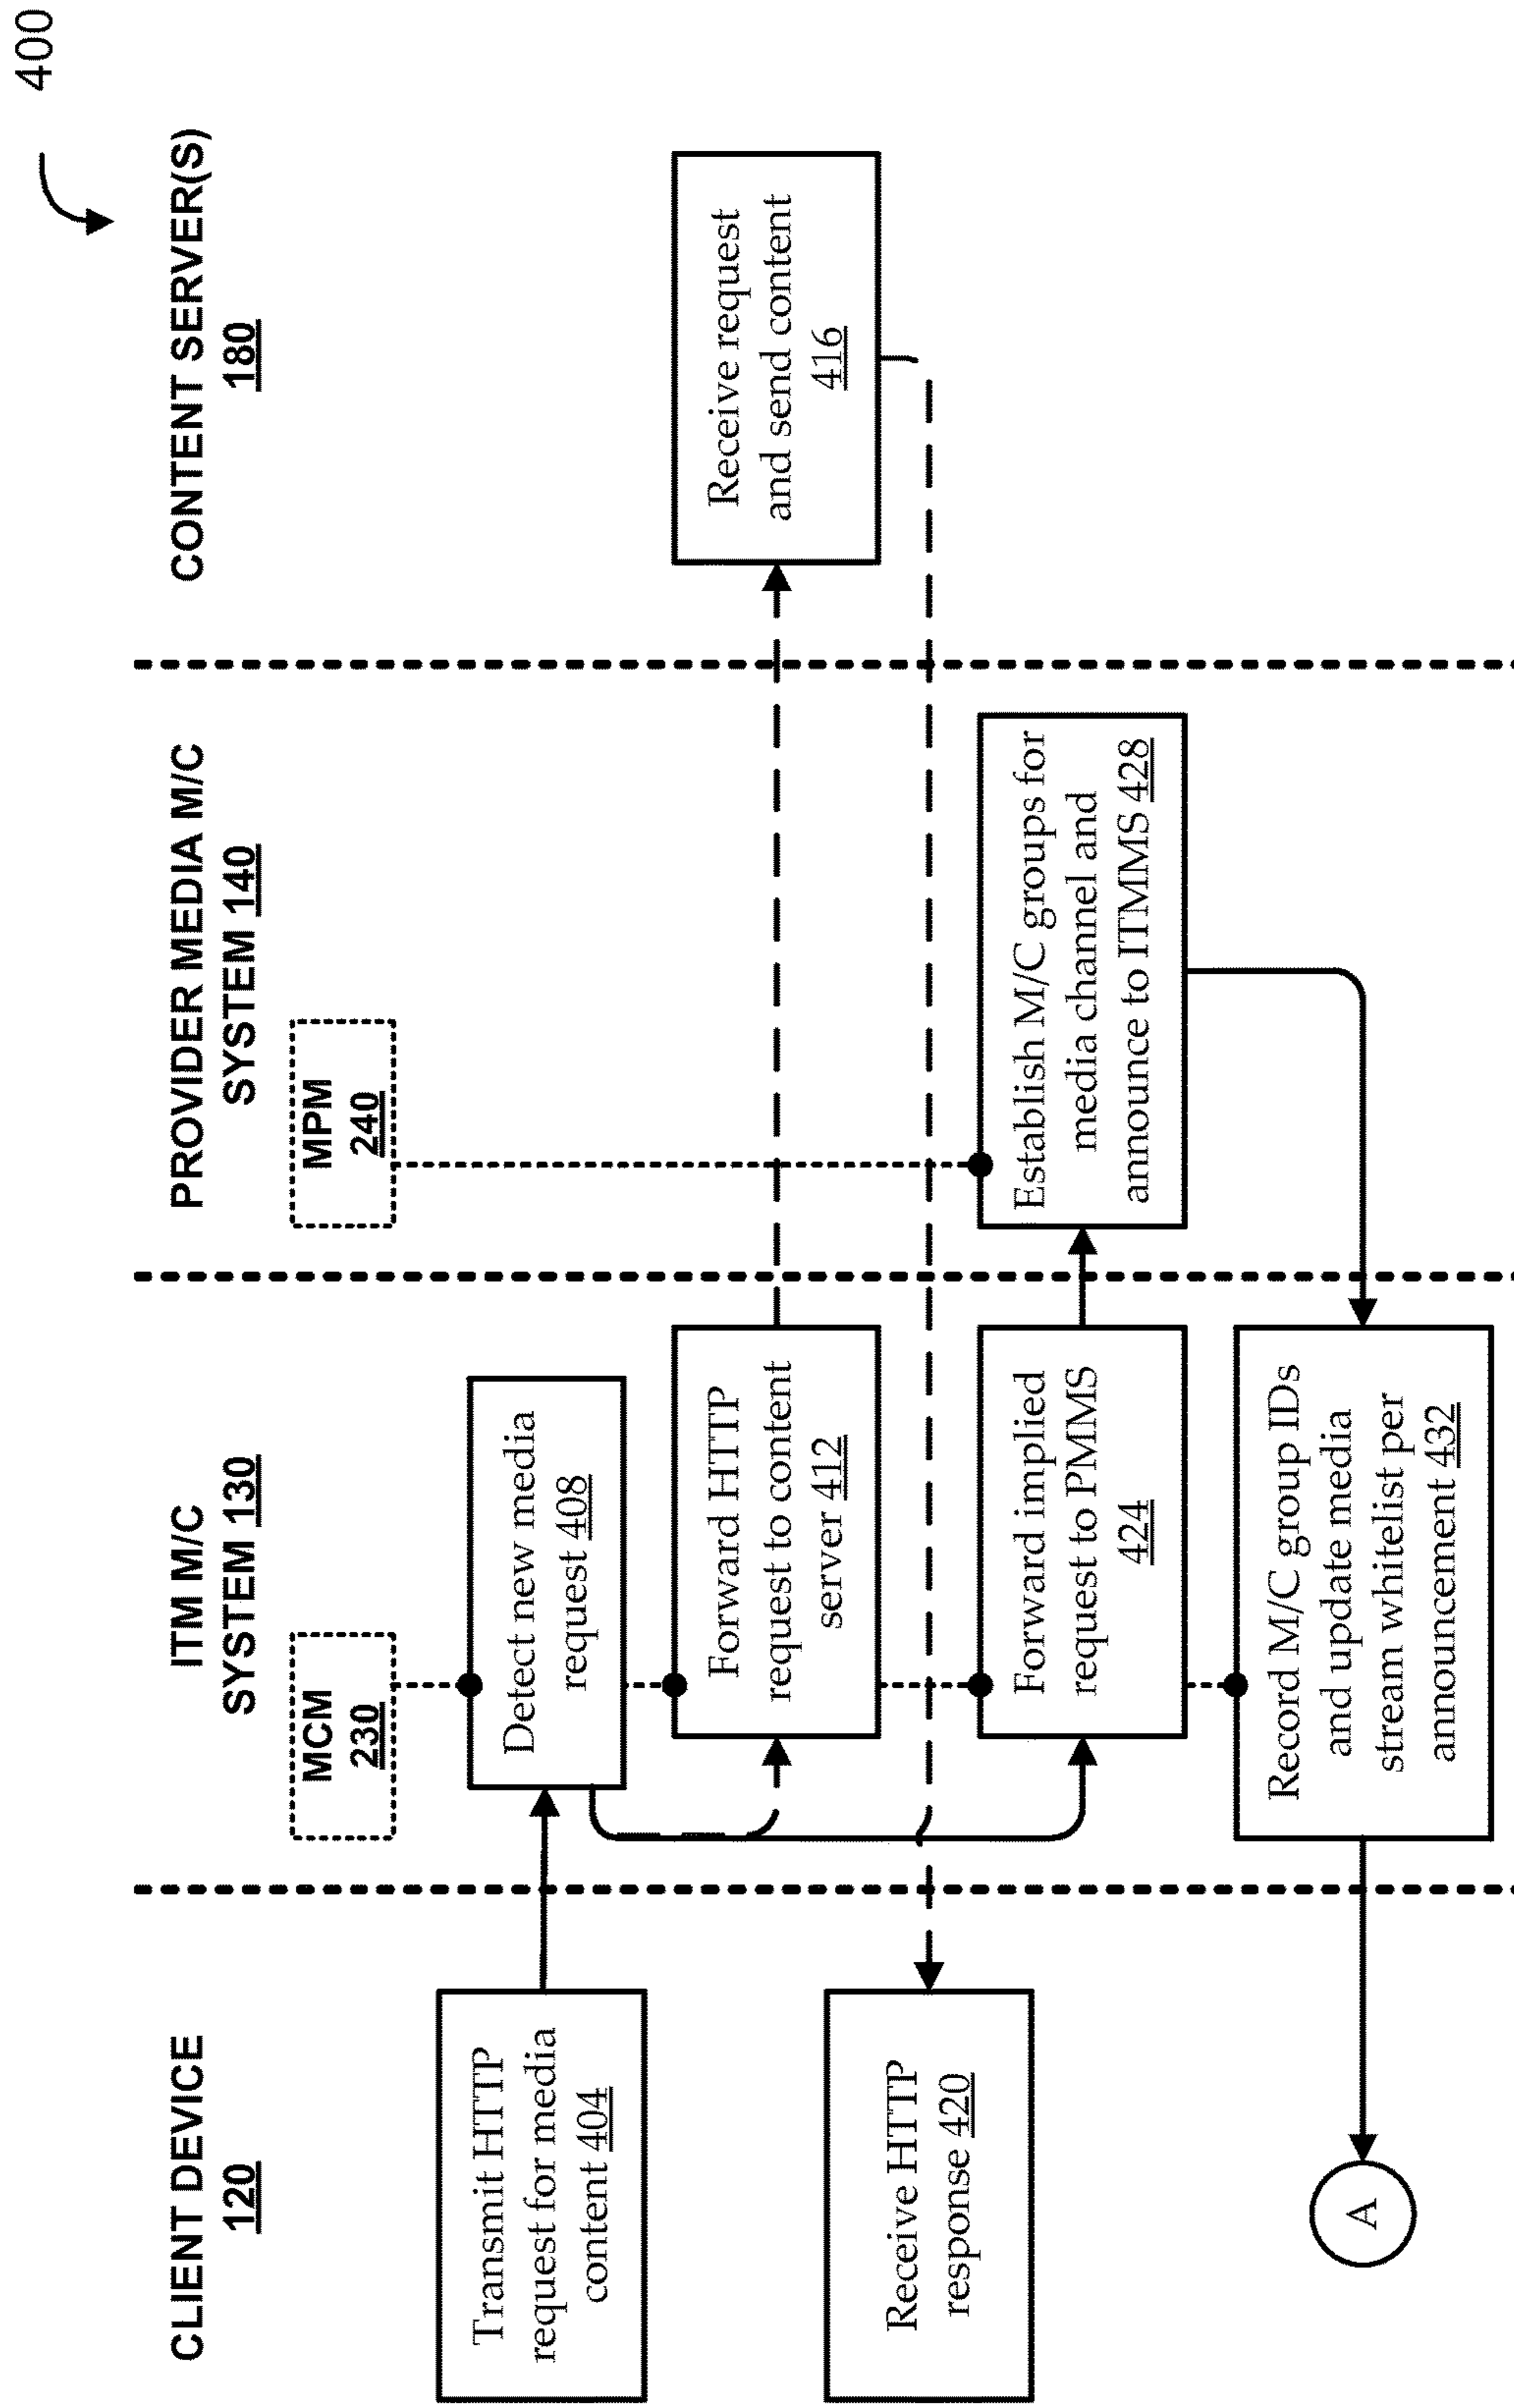 400
CLIENT DEVICE
120
ITM M/C
SYSTEM 130
PROVIDER MEDIA M/C
SYSTEM 140
CONTENT SERVER(S)
180
MCM
230
MPM
240
Transmit HTTP
request for media
content 404
Detect new media
request 408
Forward HTTP
request to content
server 412
Receive request
and send content
416
Receive HTTP
response 420
Forward implied
request to PMMS
424
Establish M/C groups for
media channel and
announce to ITMMS 428
Record M/C group IDs
and update media
stream whitelist per
announcement 432
A